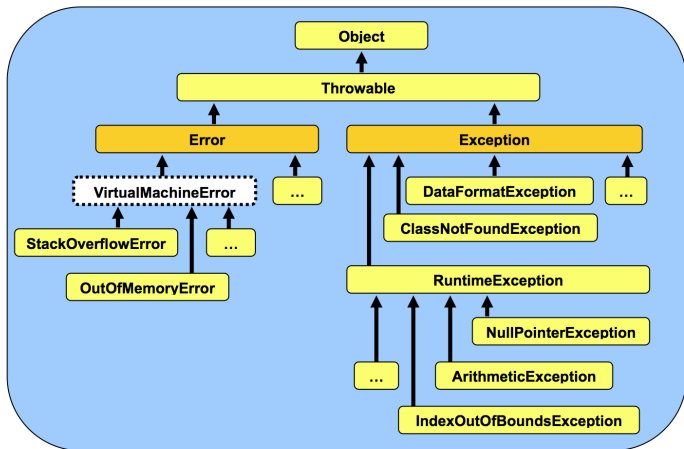 Object
Throwable
Error
Exception
VirtualMachineError
...
DataFormatException
...
StackOverflowError
...
ClassNotFoundException
OutOfMemoryError
RuntimeException
NullPointerException
...
ArithmeticException
IndexOutOfBoundsException